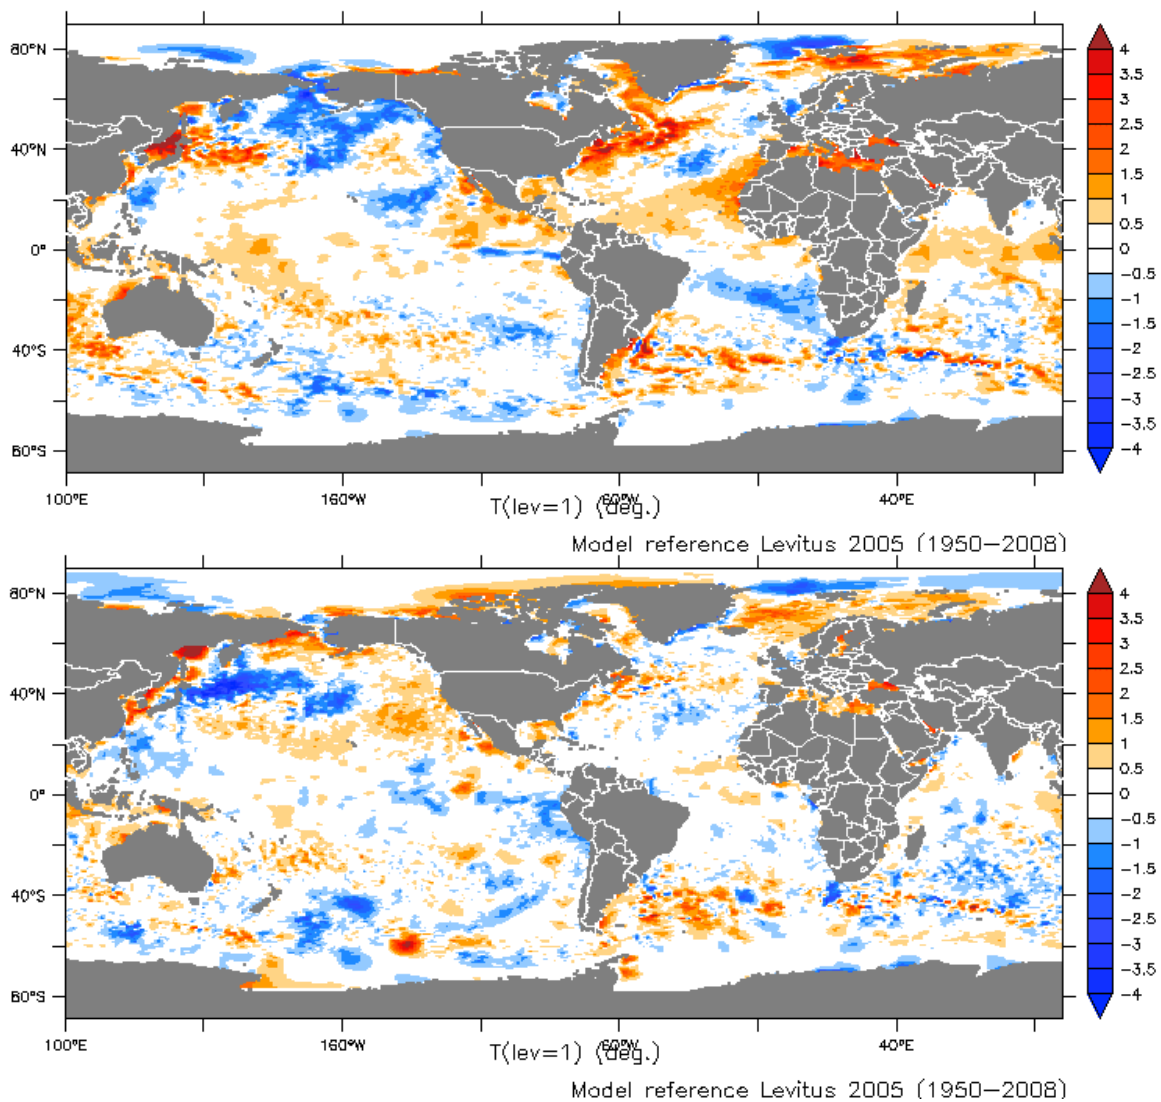 80°N
40°N
0°
40°S
80°S
100°E
160°W
60°W
40°E
4
3.5
3
2.5
2
1.5
1
0.5
0
-0.5
-1
-1.5
-2
-2.5
-3
-3.5
-4
T(lev=1) (deg.)
Model reference Levitus 2005 (1950-2008)
80°N
40°N
0°
40°S
80°S
100°E
160°W
60°W
40°E
4
3.5
3
2.5
2
1.5
1
0.5
0
-0.5
-1
-1.5
-2
-2.5
-3
-3.5
-4
T(lev=1) (deg.)
Model reference Levitus 2005 (1950-2008)